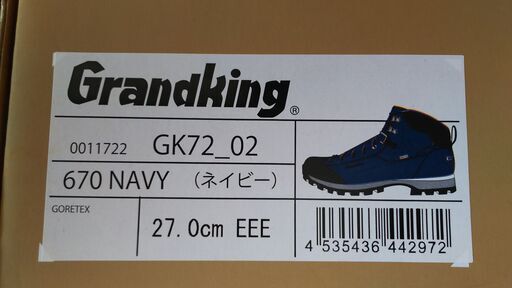 Grandking®
0011722 GK72_02
670 NAVY (ネイビー)
GORETEX
27.0cm EEE
4 535436 442972